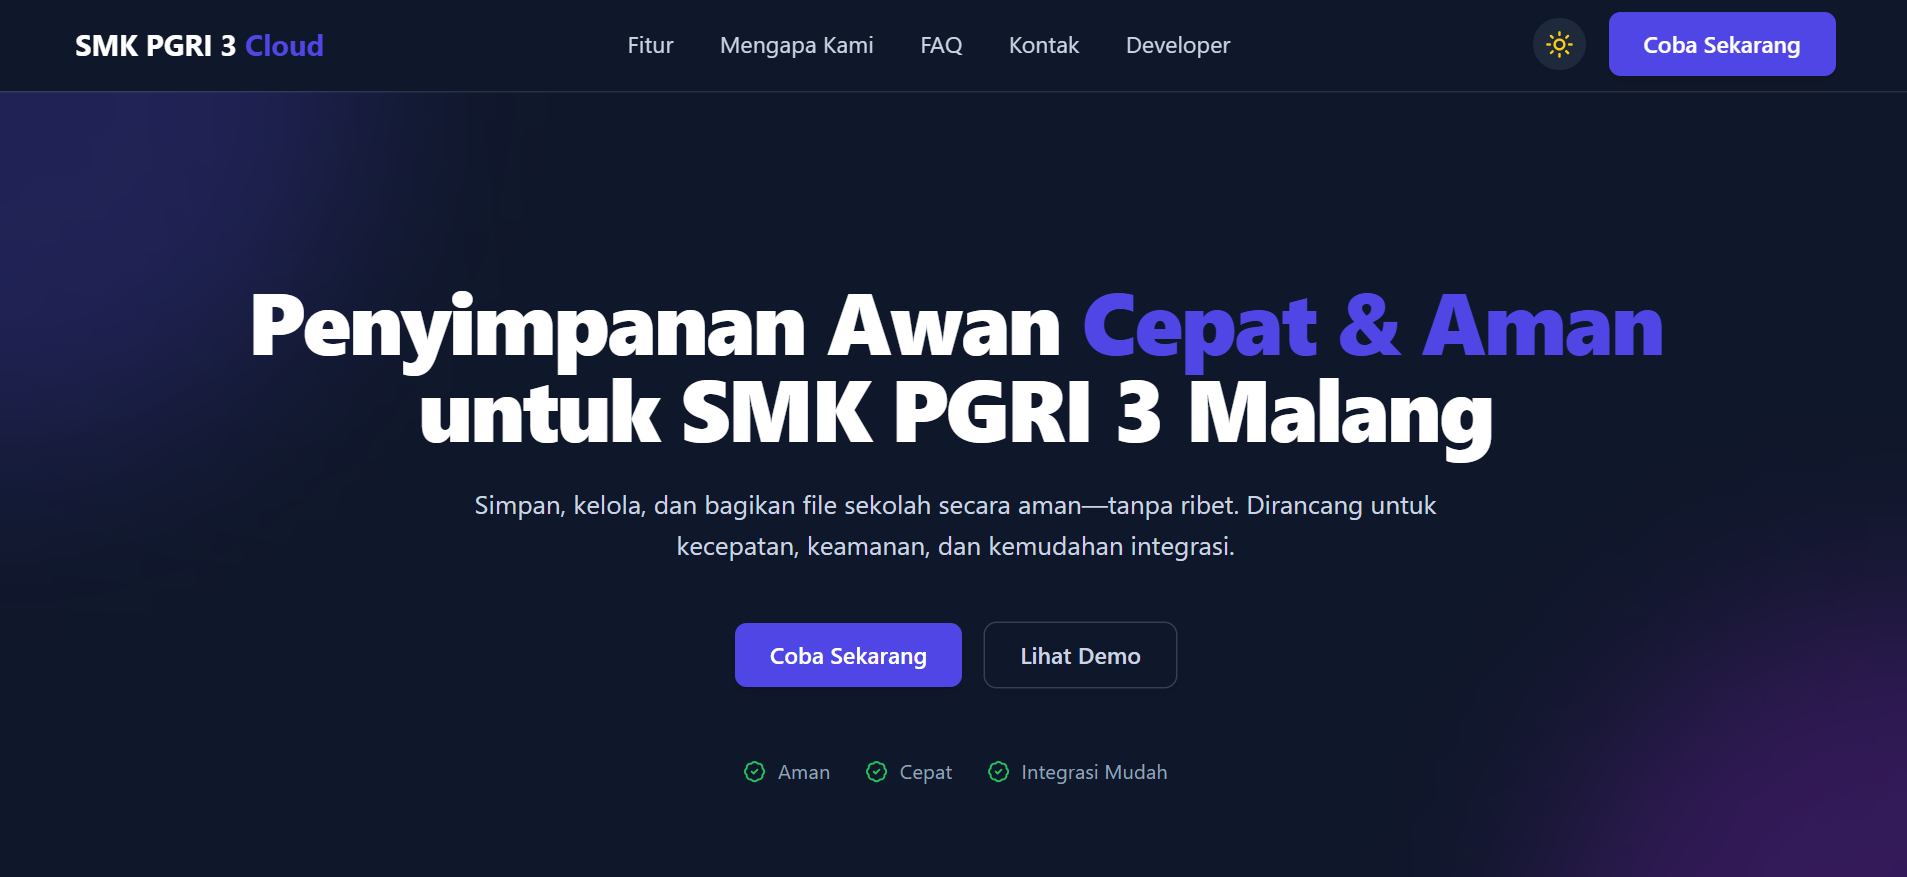 SMK PGRI 3 Cloud
Fitur
Mengapa Kami
FAQ
Kontak
Developer
Coba Sekarang
Penyimpanan Awan Cepat & Aman
untuk SMK PGRI 3 Malang
Simpan, kelola, dan bagikan file sekolah secara aman—tanpa ribet. Dirancang untuk
kecepatan, keamanan, dan kemudahan integrasi.
Coba Sekarang
Lihat Demo
Aman
Cepat
Integrasi Mudah